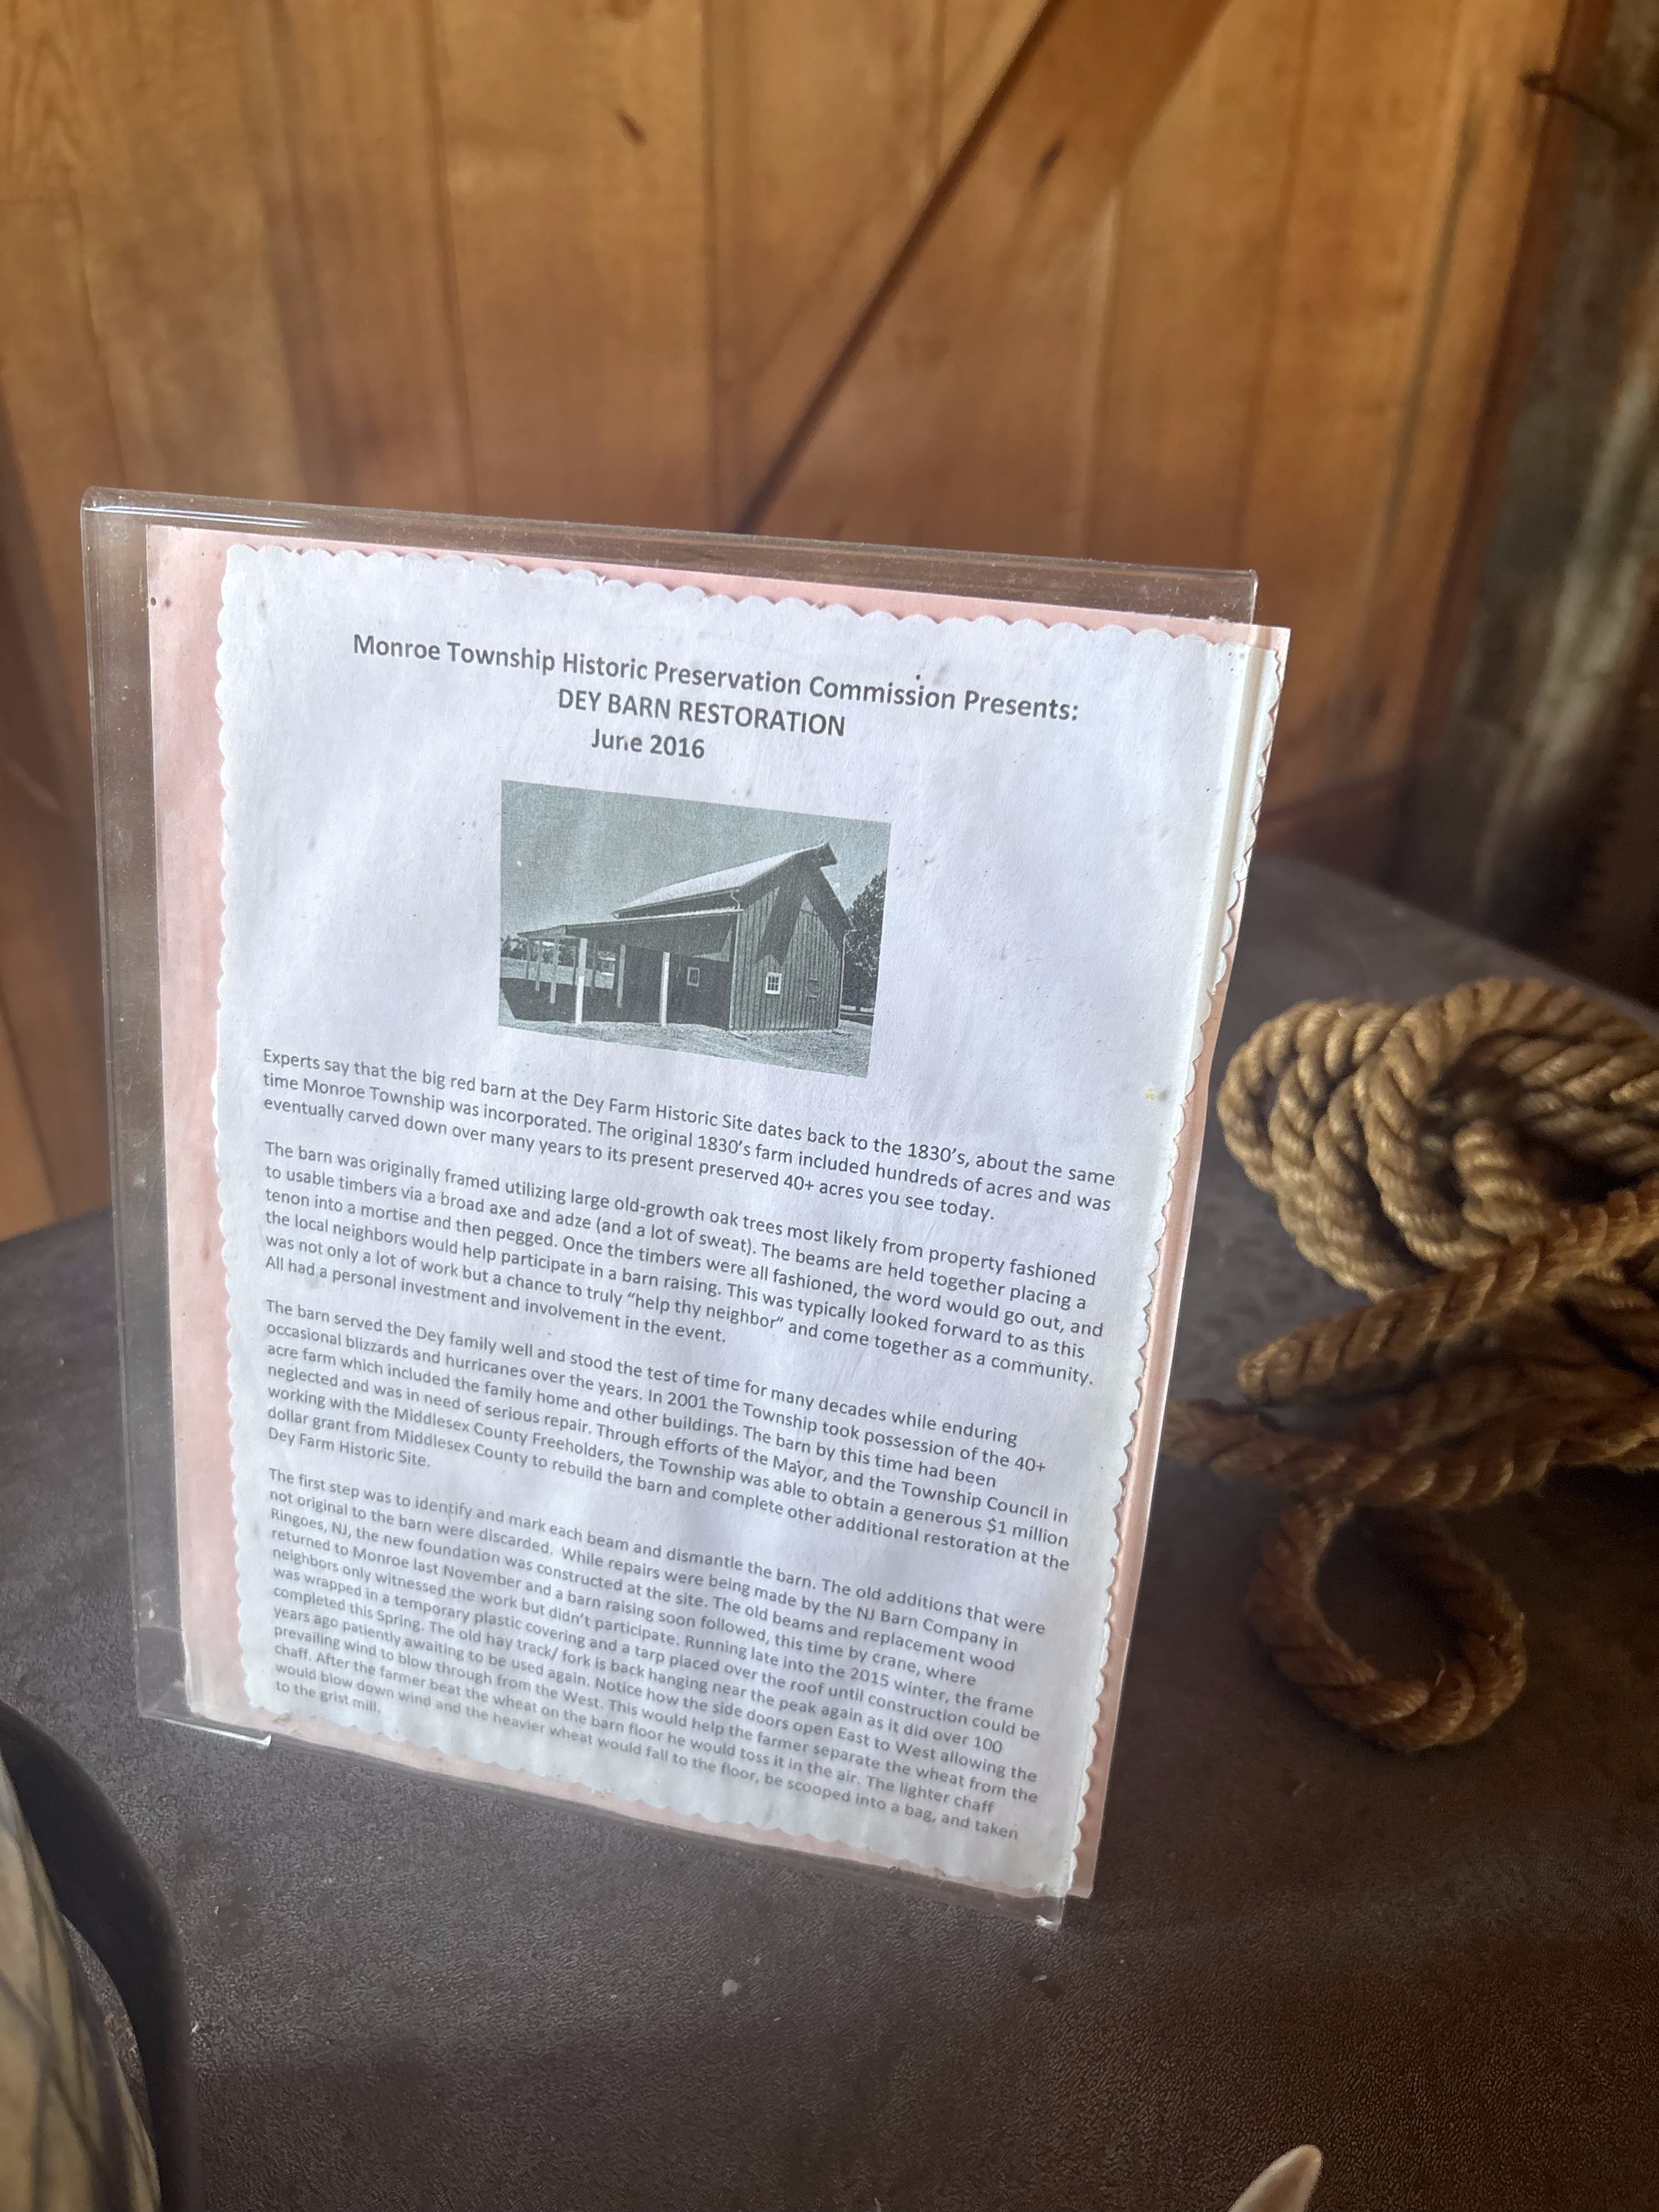 Monroe Township Historic Preservation Commission Presents:
DEY BARN RESTORATION
June 2016
Experts say that the big red barn at the Dey Farm Historic Site dates back to the 1830's, about the same
time Monroe Township was incorporated. The original 1830's farm included hundreds of acres and was
eventually carved down over many years to its present preserved 40+ acres you see today.
The barn was originally framed utilizing large old-growth oak trees most likely from property fashioned
to usable timbers via a broad axe and adze (and a lot of sweat). The beams are held together placing a
tenon into a mortise and then pegged. Once the timbers were all fashioned, the word would go out, and
the local neighbors would help participate in a barn raising. This was typically looked forward to as this
was not only a lot of work but a chance to truly "help thy neighbor" and come together as a community.
All had a personal investment and involvement in the event.
The barn served the Dey family well and stood the test of time for many decades while enduring
occasional blizzards and hurricanes over the years. In 2001 the Township took possession of the 40+
acre farm which included the family home and other buildings. The barn by this time had been
neglected and was in need of serious repair. Through efforts of the Mayor, and the Township Council in
working with the Middlesex County Freeholders, the Township was able to obtain a generous $1 million
dollar grant from Middlesex County to rebuild the barn and complete other additional restoration at the
Dey Farm Historic Site.
The first step was to identify and mark each beam and dismantle the barn. The old additions that were
not original to the barn were discarded. While repairs were being made by the NJ Barn Company in
Ringoes, NJ, the new foundation was constructed at the site. The old beams and replacement wood
returned to Monroe last November and a barn raising soon followed, this time by crane, where
neighbors only witnessed the work but didn't participate. Running late into the 2015 winter, the frame
was wrapped in a temporary plastic covering and a tarp placed over the roof until construction could be
completed this Spring. The old hay track/ fork is back hanging near the peak again as it did over 100
years ago patiently awaiting to be used again. Notice how the side doors open East to West allowing the
prevailing wind to blow through from the West. This would help the farmer separate the wheat from the
chaff. After the farmer beat the wheat on the barn floor he would toss it in the air. The lighter chaff
would blow down wind and the heavier wheat would fall to the floor, be scooped into a bag, and taken
to the grist mill.